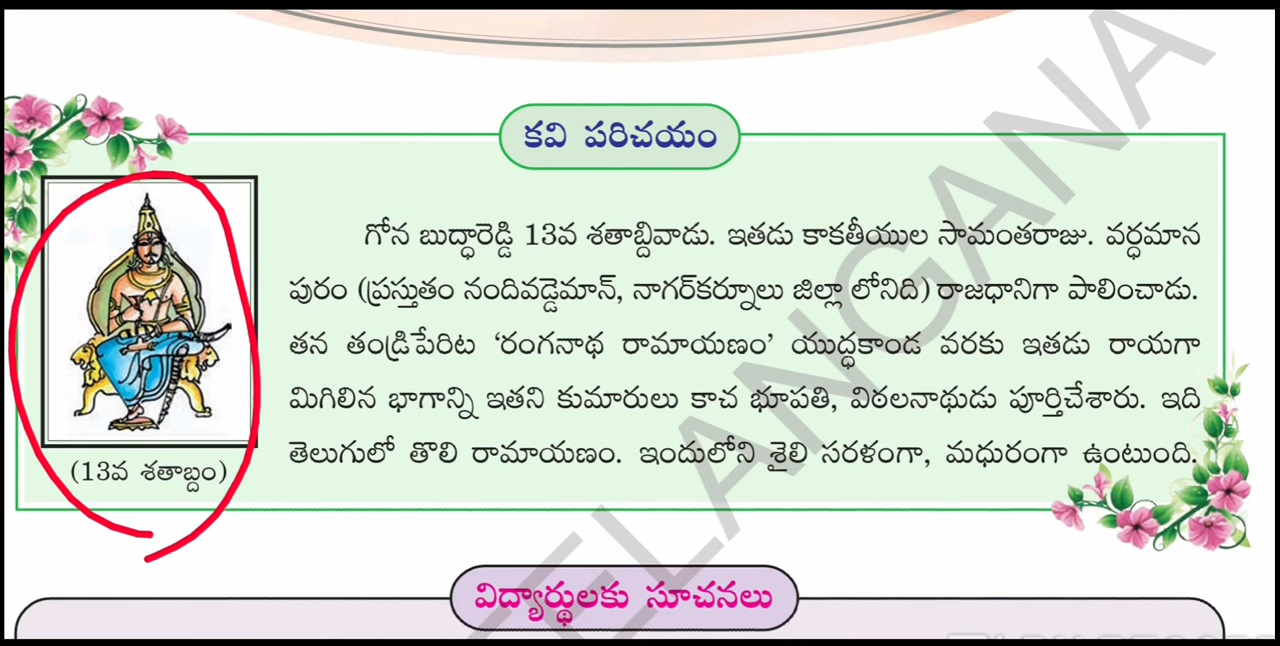 కవి పరిచయం
గోన బుద్ధారెడ్డి 13వ శతాబ్దివాడు. ఇతడు కాకతీయుల సామంతరాజు. వర్ధమాన
పురం (ప్రస్తుతం నందివడ్డెమాన్, నాగర్‌కర్నూలు జిల్లా లోనిది) రాజధానిగా పాలించాడు.
తన తండ్రిపేరిట ‘రంగనాథ రామాయణం’ యుద్ధకాండ వరకు ఇతడు రాయగా
మిగిలిన భాగాన్ని ఇతని కుమారులు కాచ భూపతి, విఠలనాథుడు పూర్తిచేశారు. ఇది
తెలుగులో తొలి రామాయణం. ఇందులోని శైలి సరళంగా, మధురంగా ఉంటుంది.
(13వ శతాబ్దం)
విద్యార్థులకు సూచనలు
TELANGANA